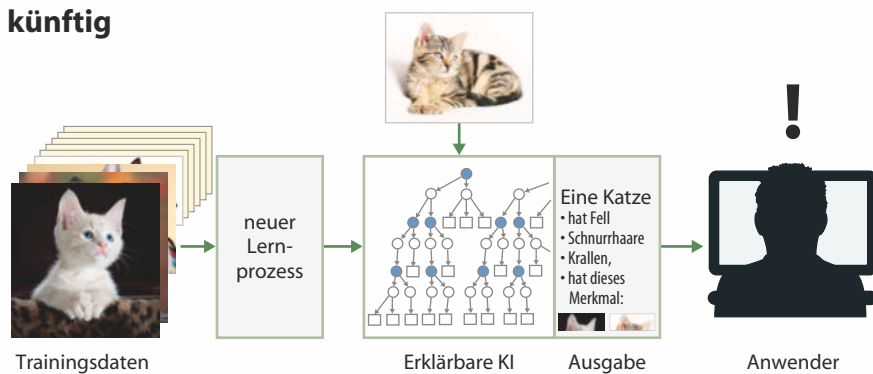 künftig
!
neuer
Lern-
prozess
Eine Katze
• hat Fell
• Schnurrhaare
• Krallen,
• hat dieses
Merkmal:
Trainingsdaten
Erklärbare KI
Ausgabe
Anwender